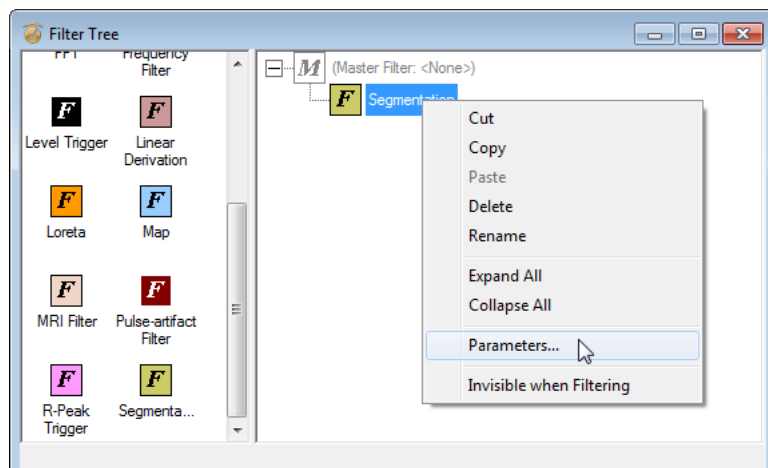 Filter Tree
FFT
Frequency
Filter
F
F
Level Trigger
Linear
Derivation
F
F
Loreta
Map
F
F
MRI Filter
Pulse-artifact
Filter
F
F
R-Peak
Trigger
Segmenta...
M (Master Filter: <None>)
F Segmentation
Cut
Copy
Paste
Delete
Rename
Expand All
Collapse All
Parameters...
Invisible when Filtering